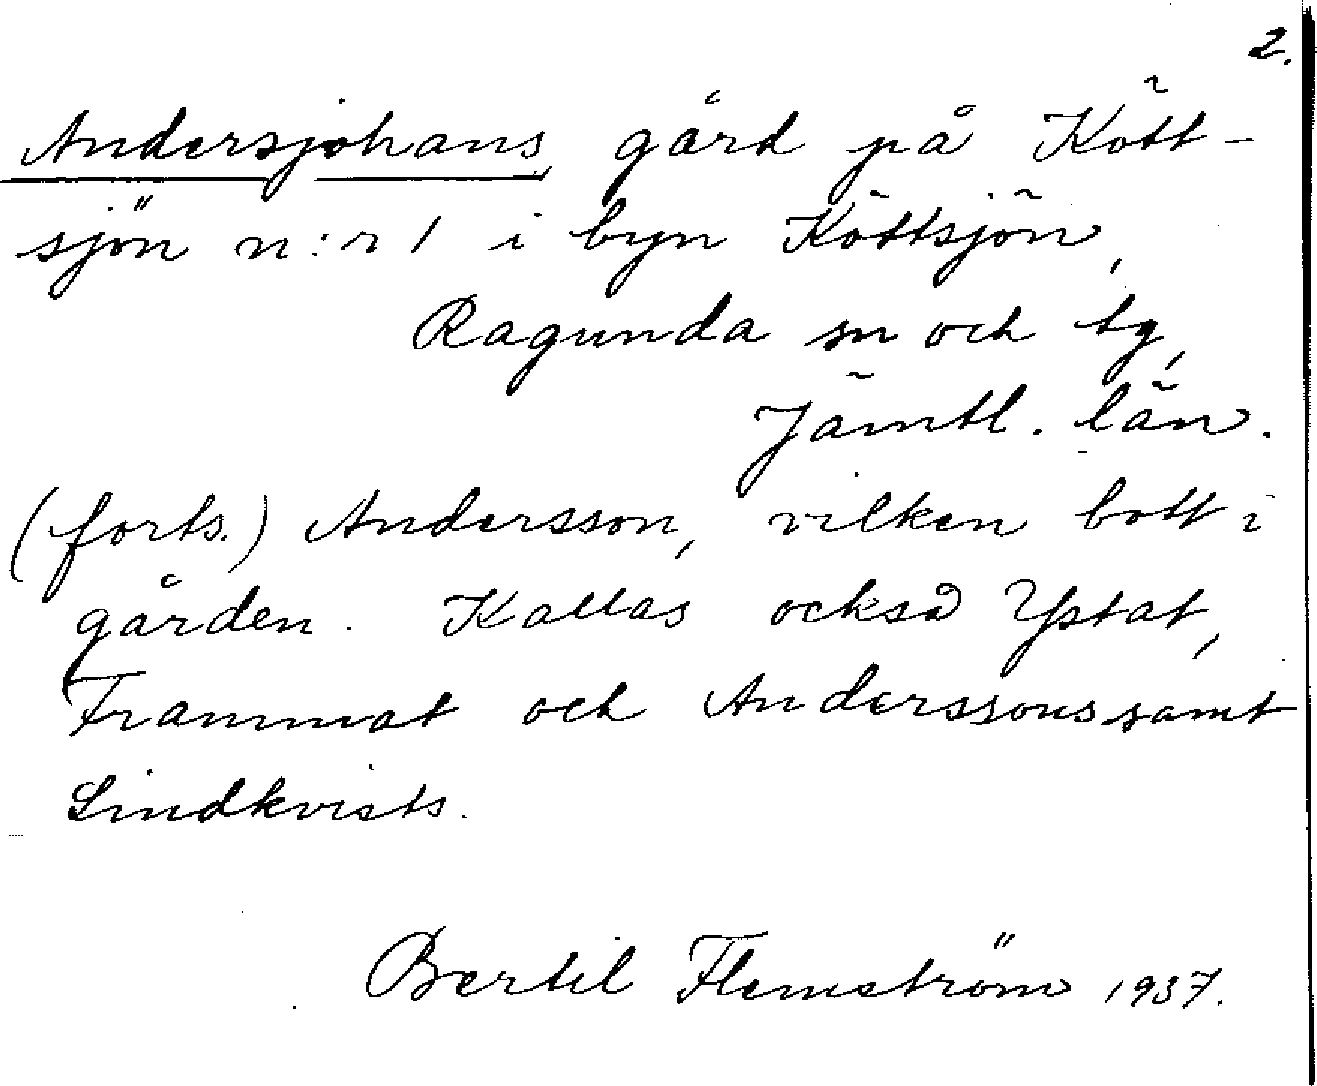 2.
Andersjohans, gård på Kött-
sjön n:r 1 i byn Köttsjön,
Ragunda sn och tg,
Jämtl. län.
(forts.) Andersson, vilken bott i
gården. Kallas också Ystat,
Frammat och Anderssons samt
Lindkvists.
Bertil Flemström 1937.